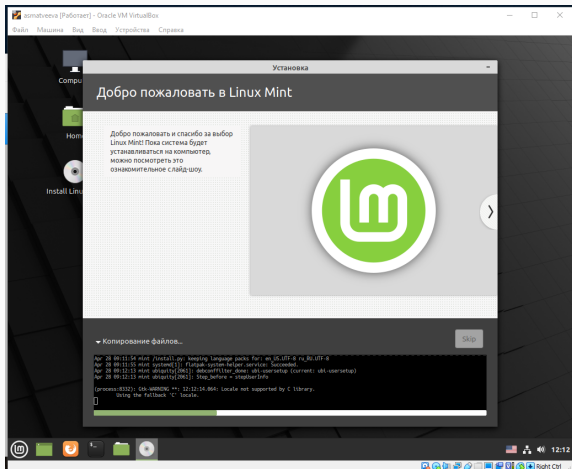 asmatveeva [Работает] - Oracle VM VirtualBox
Файл Машина Вид Ввод Устройства Справка
Установка
Compu
Добро пожаловать в Linux Mint
Добро пожаловать и спасибо за выбор
Linux Mint! Пока система будет
устанавливаться на компьютер,
можно посмотреть это
ознакомительное слайд-шоу.
Hom
Install Linu
Копирование файлов...
Skip
Apr 28 09:11:54 mint /install.py: keeping language packs for: en_US.UTF-8 ru_RU.UTF-8
Apr 28 09:11:55 mint systemd[1]: flatpak-system-helper.service: Succeeded.
Apr 28 09:12:13 mint ubiquity[2061]: debconffilter_done: ubi-usersetup (current: ubi-usersetup)
Apr 28 09:12:13 mint ubiquity[2061]: Step_before = stepUserInfo
(process:8332): Gtk-WARNING **: 12:12:14.064: Locale not supported by C library.
Using the fallback 'C' locale.
12:12
Right Ctrl